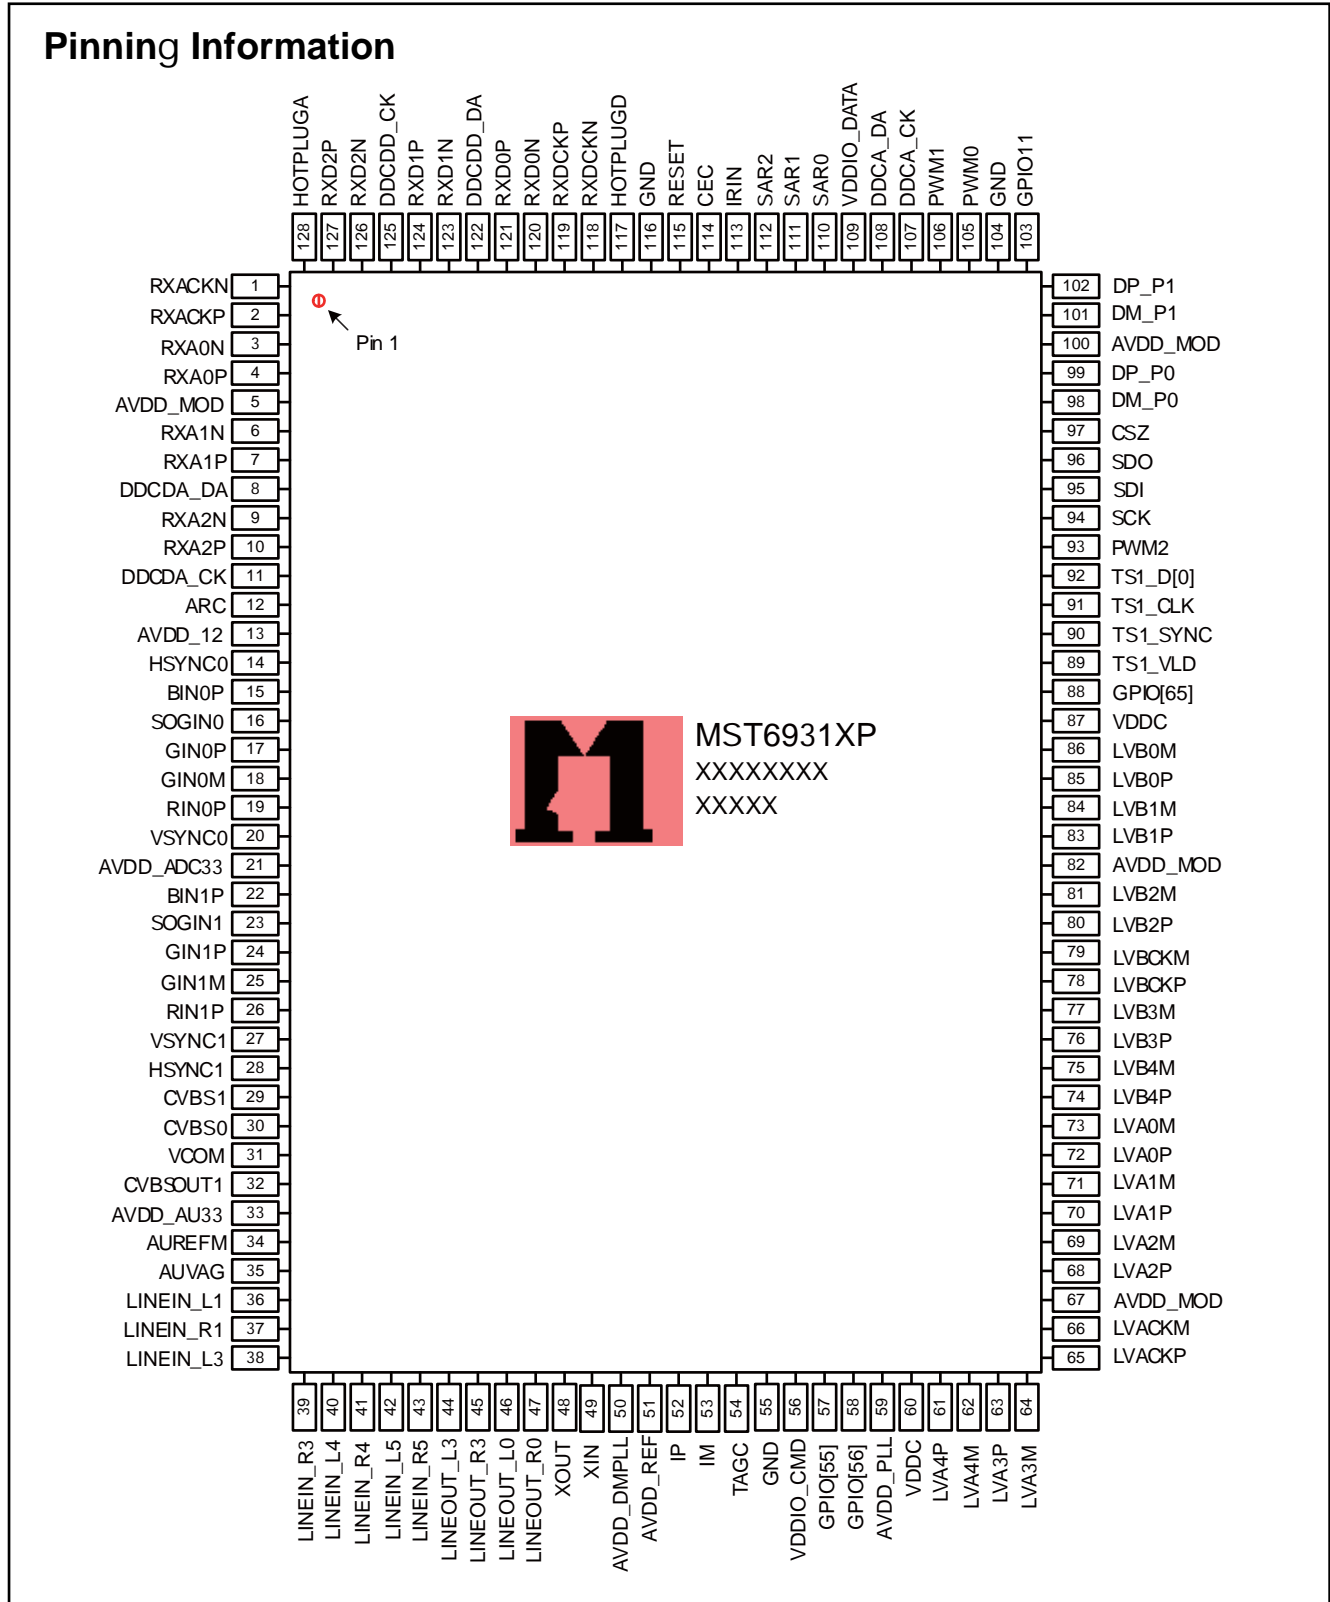 Pinning Information
HOTPLUGA
RXD2P
RXD2N
DDCDD_CK
RXD1P
RXD1N
DDCDD_DA
RXD0P
RXD0N
RXDCKP
RXDCKN
HOTPLUGD
GND
RESET
CEC
IRIN
SAR2
SAR1
SAR0
VDDIO_DATA
DDCA_DA
DDCA_CK
PWM1
PWM0
GND
GPIO11
128
127
126
125
124
123
122
121
120
119
118
117
116
115
114
113
112
111
110
109
108
107
106
105
104
103
RXACKN 1
RXACKP 2
RXA0N 3
RXA0P 4
AVDD_MOD 5
RXA1N 6
RXA1P 7
DDCDA_DA 8
RXA2N 9
RXA2P 10
DDCDA_CK 11
ARC 12
AVDD_12 13
HSYNC0 14
BIN0P 15
SOGIN0 16
GIN0P 17
GIN0M 18
RIN0P 19
VSYNC0 20
AVDD_ADC33 21
BIN1P 22
SOGIN1 23
GIN1P 24
GIN1M 25
RIN1P 26
VSYNC1 27
HSYNC1 28
CVBS1 29
CVBS0 30
VCOM 31
CVBSOUT1 32
AVDD_AU33 33
AUREFM 34
AUVAG 35
LINEIN_L1 36
LINEIN_R1 37
LINEIN_L3 38
Pin 1
MST6931XP
XXXXXXXX
XXXXX
102 DP_P1
101 DM_P1
100 AVDD_MOD
99 DP_P0
98 DM_P0
97 CSZ
96 SDO
95 SDI
94 SCK
93 PWM2
92 TS1_D[0]
91 TS1_CLK
90 TS1_SYNC
89 TS1_VLD
88 GPIO[65]
87 VDDC
86 LVB0M
85 LVB0P
84 LVB1M
83 LVB1P
82 AVDD_MOD
81 LVB2M
80 LVB2P
79 LVBCKM
78 LVBCKP
77 LVB3M
76 LVB3P
75 LVB4M
74 LVB4P
73 LVA0M
72 LVA0P
71 LVA1M
70 LVA1P
69 LVA2M
68 LVA2P
67 AVDD_MOD
66 LVACKM
65 LVACKP
39
40
41
42
43
44
45
46
47
48
49
50
51
52
53
54
55
56
57
58
59
60
61
62
63
64
LINEIN_R3
LINEIN_L4
LINEIN_R4
LINEIN_L5
LINEIN_R5
LINEOUT_L3
LINEOUT_R3
LINEOUT_L0
LINEOUT_R0
XOUT
XIN
AVDD_DMPLL
AVDD_REF
IP
IM
TAGC
GND
VDDIO_CMD
GPIO[55]
GPIO[56]
AVDD_PLL
VDDC
LVA4P
LVA4M
LVA3P
LVA3M